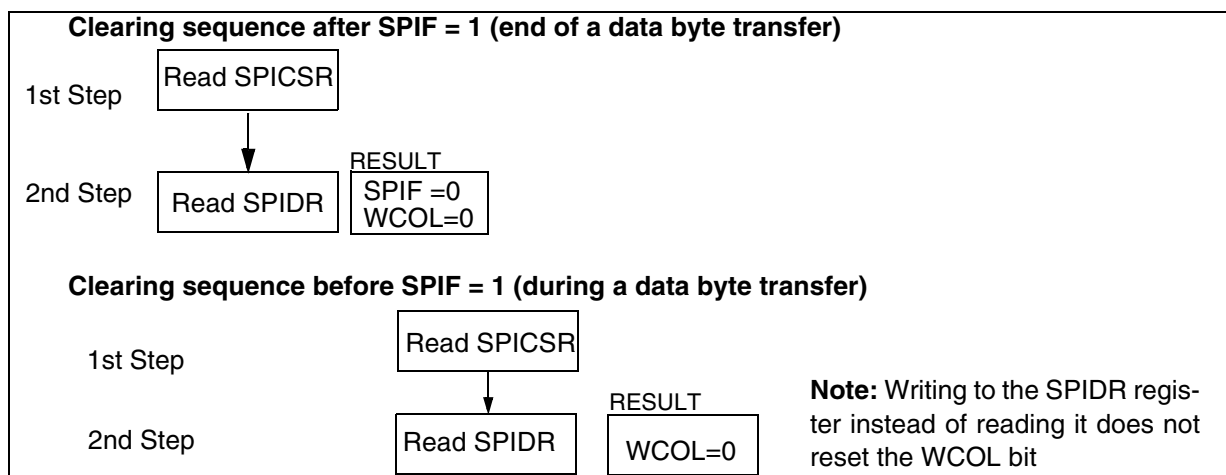 Clearing sequence after SPIF = 1 (end of a data byte transfer)
1st Step
Read SPICSR
2nd Step
Read SPIDR
RESULT
SPIF =0
WCOL=0
Clearing sequence before SPIF = 1 (during a data byte transfer)
1st Step
Read SPICSR
2nd Step
Read SPIDR
RESULT
WCOL=0
Note: Writing to the SPIDR regis-
ter instead of reading it does not
reset the WCOL bit